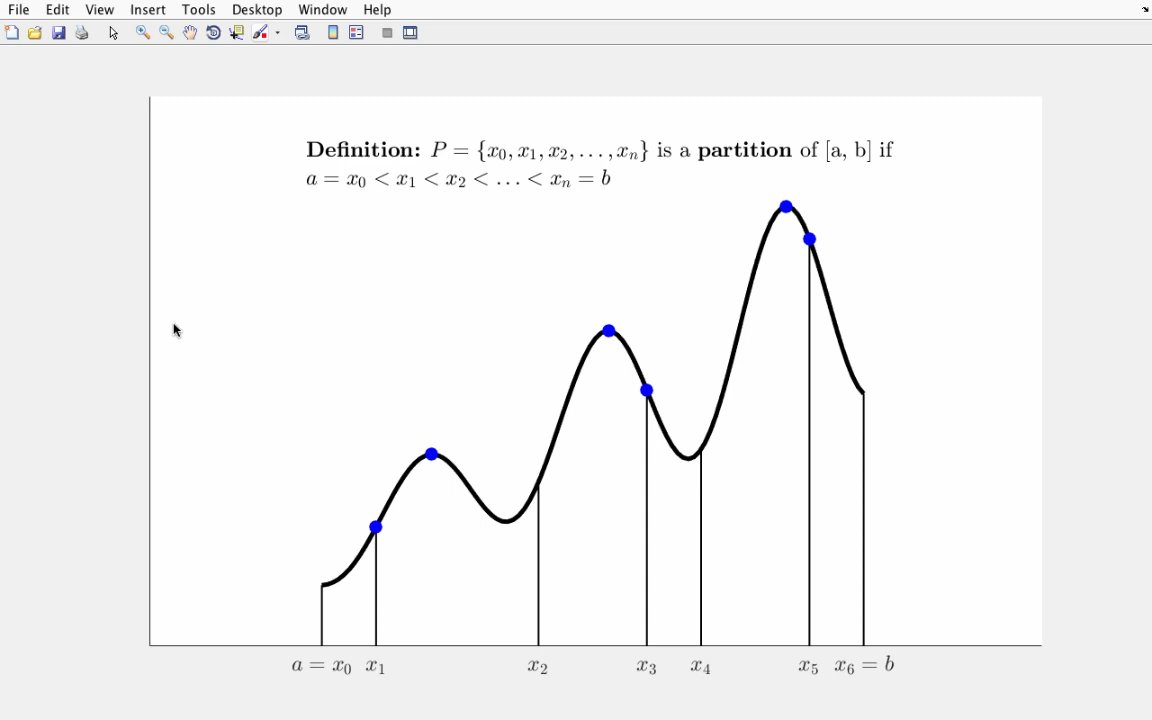 File Edit View Insert Tools Desktop Window Help
Definition: P = {x₀, x₁, x₂, . . . , xₙ} is a partition of [a, b] if
a = x₀ < x₁ < x₂ < . . . < xₙ = b
a = x₀ x₁ x₂ x₃ x₄ x₅ x₆ = b